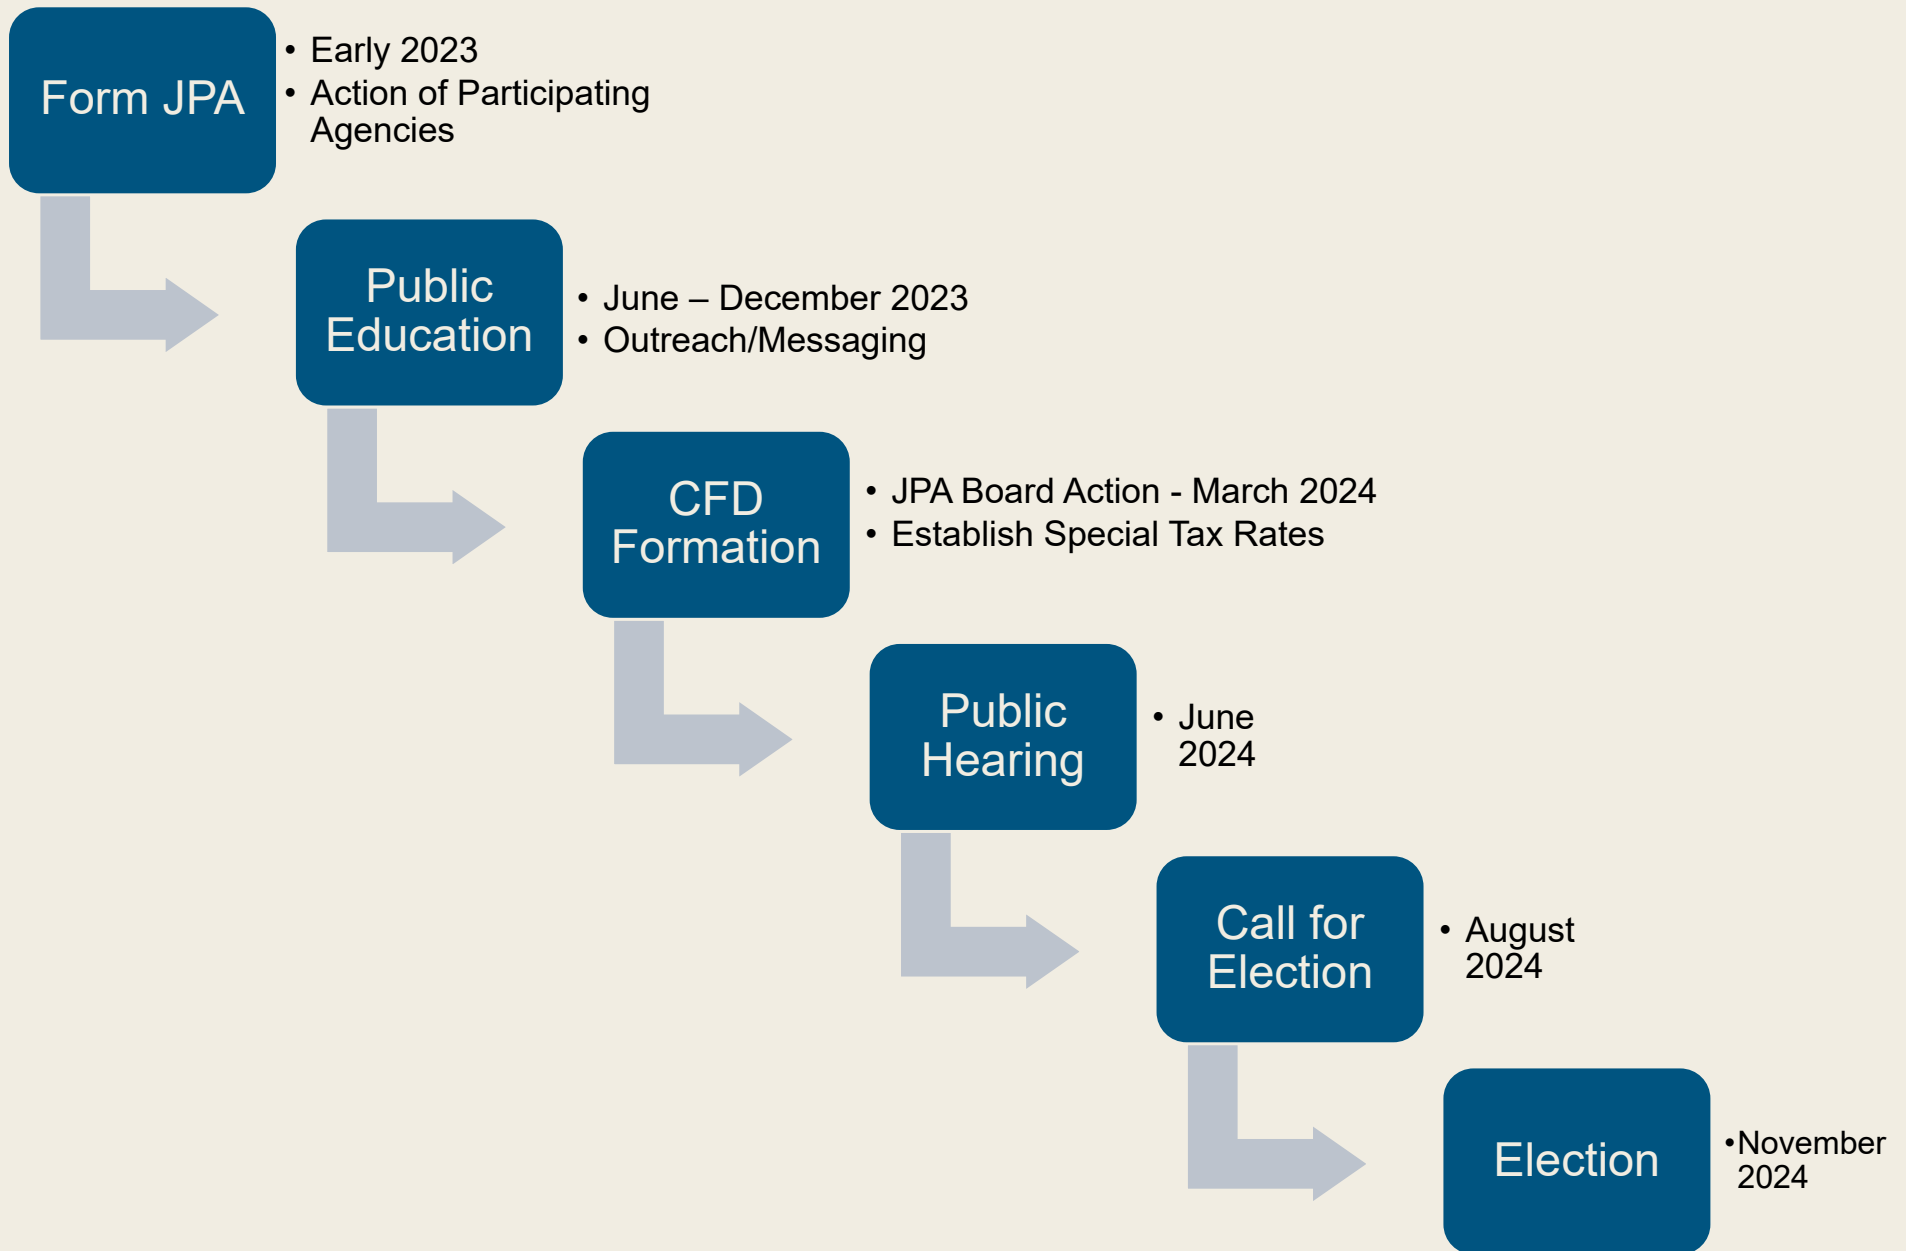 Form JPA
• Early 2023
• Action of Participating
Agencies
Public
Education
• June – December 2023
• Outreach/Messaging
CFD
Formation
• JPA Board Action - March 2024
• Establish Special Tax Rates
Public
Hearing
• June
2024
Call for
Election
• August
2024
Election
•November
2024